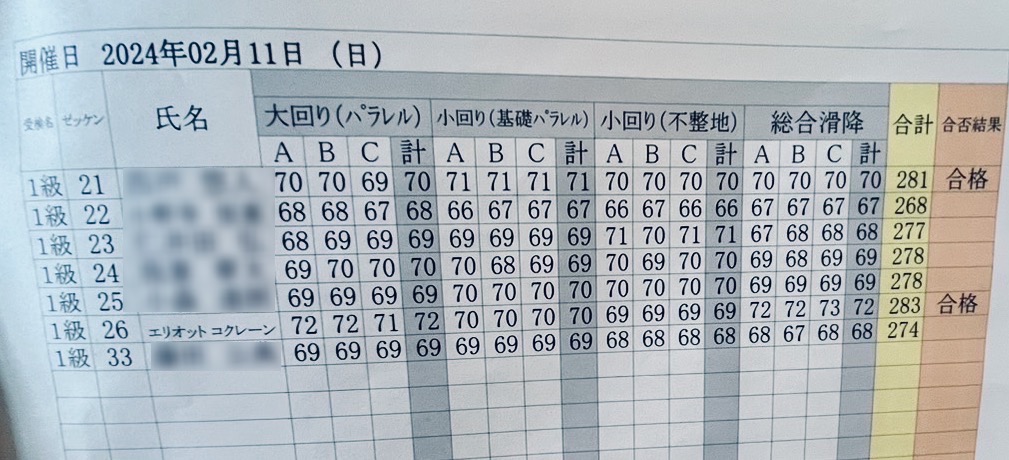 開催日 2024年02月11日 (日)
受検名 ゼッケン 氏名 大回り(パラレル) 小回り(基礎パラレル) 小回り(不整地) 総合滑降 合計 合否結果
A B C 計 A B C 計 A B C 計 A B C 計
1級 21 70 70 69 70 71 71 71 71 70 70 70 70 70 70 70 70 281 合格
1級 22 68 68 67 68 66 67 67 67 66 67 66 66 67 67 67 67 268
1級 23 68 69 69 69 69 69 69 69 71 70 71 71 67 68 68 68 277
1級 24 69 70 70 70 70 68 69 69 70 69 70 70 69 68 69 69 278
1級 25 69 69 69 69 70 70 70 70 70 70 70 70 69 69 69 69 278
1級 26 エリオット コクレーン 72 72 71 72 70 70 70 70 69 69 69 69 72 72 73 72 283 合格
1級 33 69 69 69 69 69 69 69 69 68 68 68 68 68 67 68 68 274